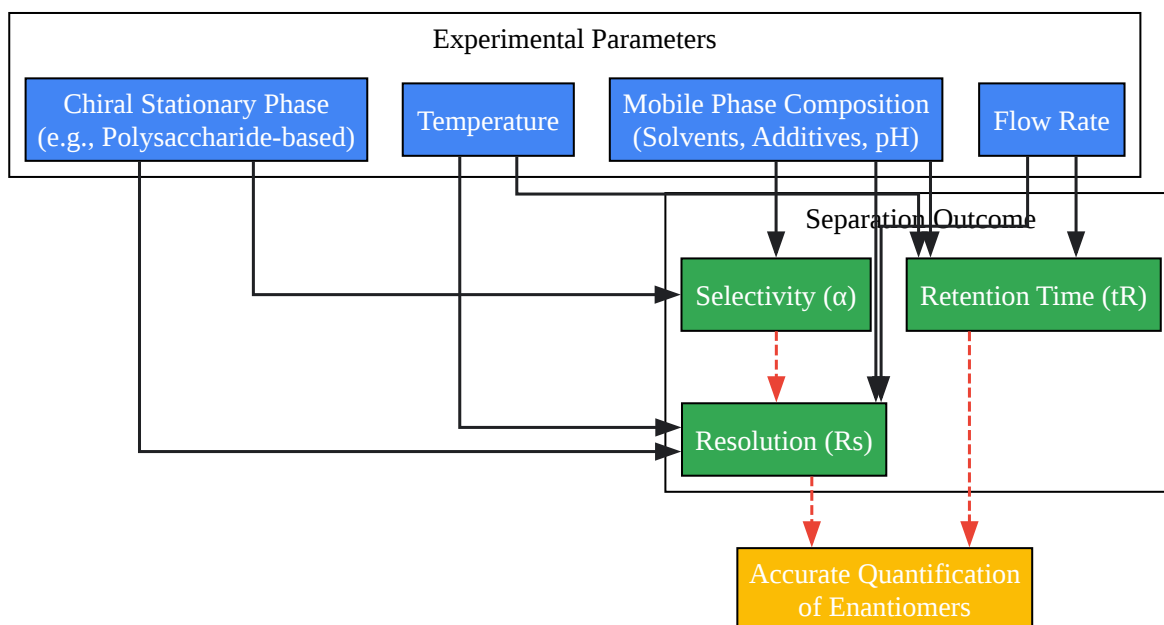 Experimental Parameters
Chiral Stationary Phase
(e.g., Polysaccharide-based)
Temperature
Mobile Phase Composition
(Solvents, Additives, pH)
Flow Rate
Separation Outcome
Selectivity (α)
Retention Time (tR)
Resolution (Rs)
Accurate Quantification
of Enantiomers